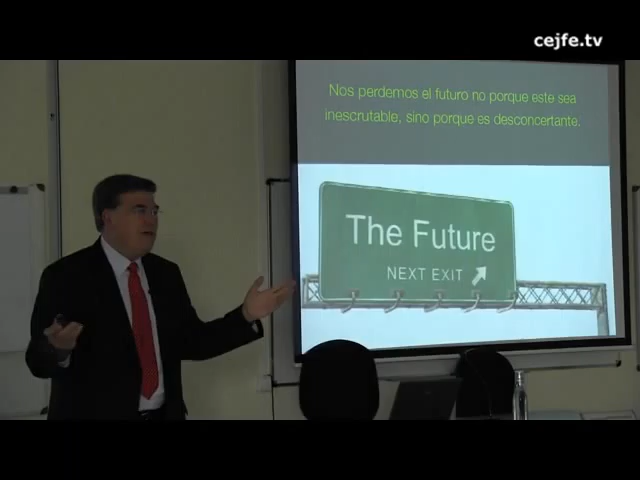 cejfe.tv
Nos perdemos el futuro no porque este sea
inescrutable, sino porque es desconcertante.
The Future
NEXT EXIT